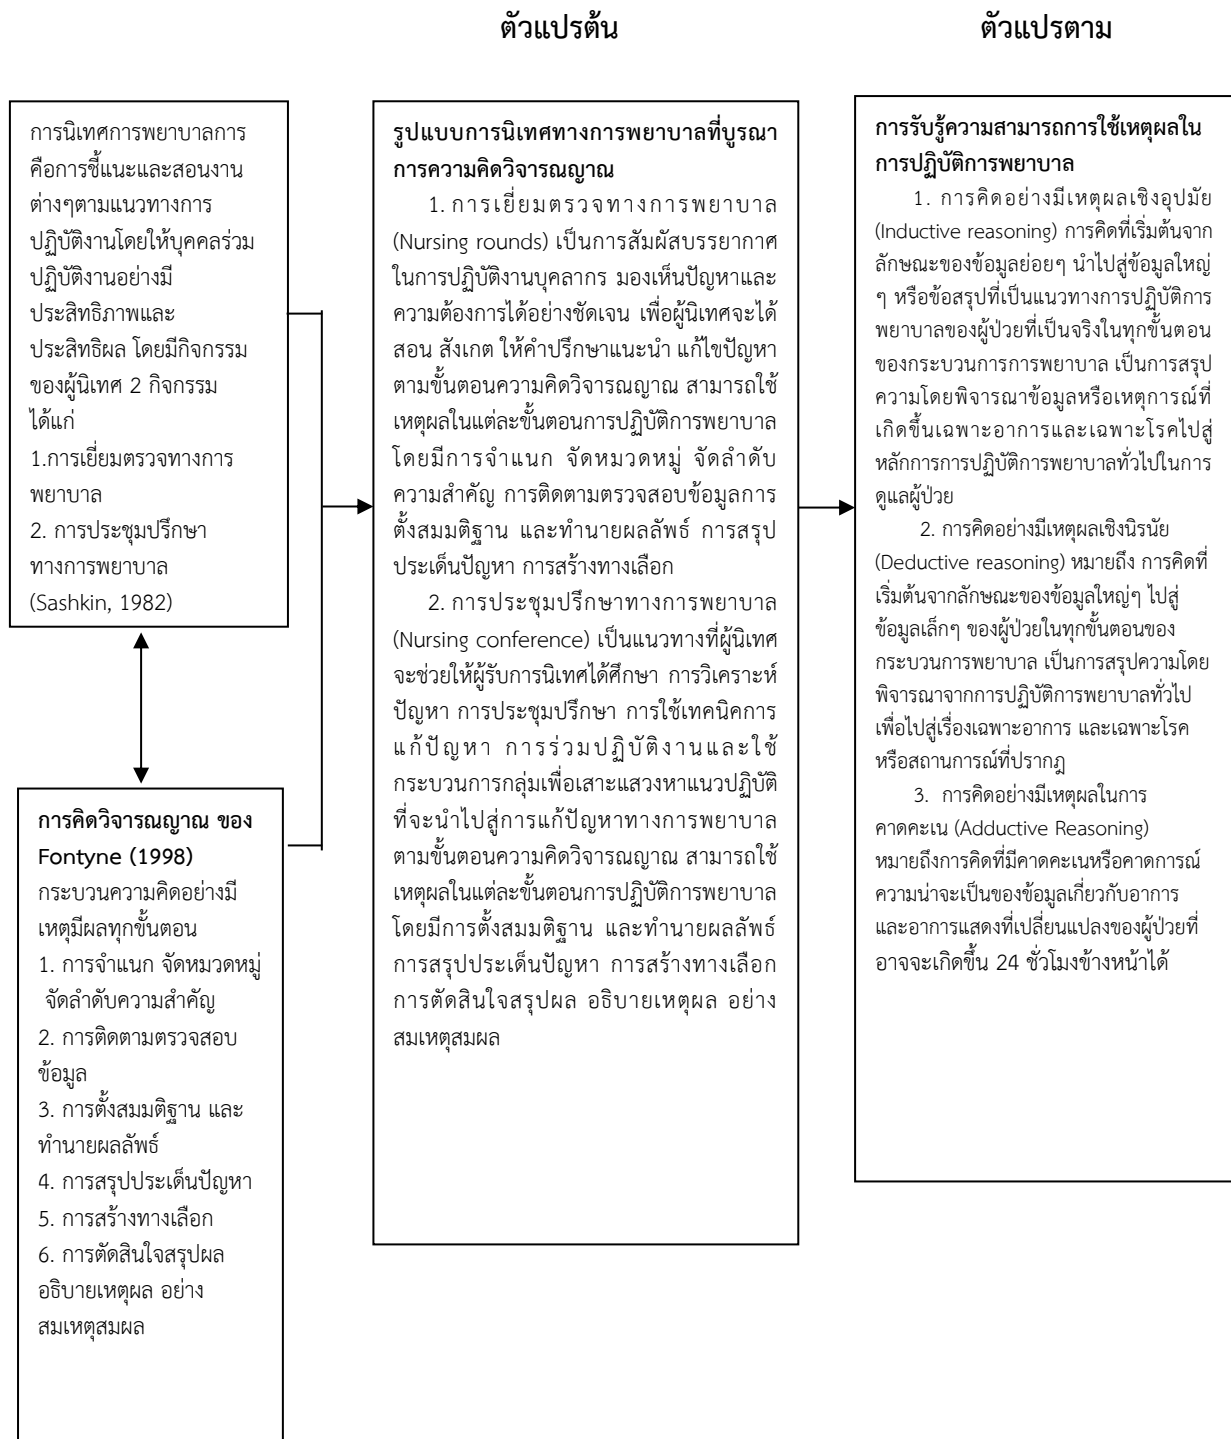 ตัวแปรต้น
ตัวแปรตาม
การนิเทศการพยาบาลการ
คือการชี้แนะและสอนงาน
ต่างๆตามแนวทางการ
ปฏิบัติงานโดยให้บุคคลร่วม
ปฏิบัติงานอย่างมี
ประสิทธิภาพและ
ประสิทธิผล โดยมีกิจกรรม
ของผู้นิเทศ 2 กิจกรรม
ได้แก่
1.การเยี่ยมตรวจทางการ
พยาบาล
2. การประชุมปรึกษา
ทางการพยาบาล
(Sashkin, 1982)
การคิดวิจารณญาณ ของ
Fontyne (1998)
กระบวนความคิดอย่างมี
เหตุมีผลทุกขั้นตอน
1. การจำแนก จัดหมวดหมู่
จัดลำดับความสำคัญ
2. การติดตามตรวจสอบ
ข้อมูล
3. การตั้งสมมติฐาน และ
ทำนายผลลัพธ์
4. การสรุปประเด็นปัญหา
5. การสร้างทางเลือก
6. การตัดสินใจสรุปผล
อธิบายเหตุผล อย่าง
สมเหตุสมผล
รูปแบบการนิเทศทางการพยาบาลที่บูรณา
การความคิดวิจารณญาณ
1. การเยี่ยมตรวจทางการพยาบาล
(Nursing rounds) เป็นการสัมผัสบรรยากาศ
ในการปฏิบัติงานบุคลากร มองเห็นปัญหาและ
ความต้องการได้อย่างชัดเจน เพื่อผู้นิเทศจะได้
สอน สังเกต ให้คำปรึกษาแนะนำ แก้ไขปัญหา
ตามขั้นตอนความคิดวิจารณญาณ สามารถใช้
เหตุผลในแต่ละขั้นตอนการปฏิบัติการพยาบาล
โดยมีการจำแนก จัดหมวดหมู่ จัดลำดับ
ความสำคัญ การติดตามตรวจสอบข้อมูลการ
ตั้งสมมติฐาน และทำนายผลลัพธ์ การสรุป
ประเด็นปัญหา การสร้างทางเลือก
2. การประชุมปรึกษาทางการพยาบาล
(Nursing conference) เป็นแนวทางที่ผู้นิเทศ
จะช่วยให้ผู้รับการนิเทศได้ศึกษา การวิเคราะห์
ปัญหา การประชุมปรึกษา การใช้เทคนิคการ
แก้ปัญหา การร่วมปฏิบัติงานและใช้
กระบวนการกลุ่มเพื่อเสาะแสวงหาแนวปฏิบัติ
ที่จะนำไปสู่การแก้ปัญหาทางการพยาบาล
ตามขั้นตอนความคิดวิจารณญาณ สามารถใช้
เหตุผลในแต่ละขั้นตอนการปฏิบัติการพยาบาล
โดยมีการตั้งสมมติฐาน และทำนายผลลัพธ์
การสรุปประเด็นปัญหา การสร้างทางเลือก
การตัดสินใจสรุปผล อธิบายเหตุผล อย่าง
สมเหตุสมผล
การรับรู้ความสามารถการใช้เหตุผลใน
การปฏิบัติการพยาบาล
1. การคิดอย่างมีเหตุผลเชิงอุปมัย
(Inductive reasoning) การคิดที่เริ่มต้นจาก
ลักษณะของข้อมูลย่อยๆ นำไปสู่ข้อมูลใหญ่
ๆ หรือข้อสรุปที่เป็นแนวทางการปฏิบัติการ
พยาบาลของผู้ป่วยที่เป็นจริงในทุกขั้นตอน
ของกระบวนการการพยาบาล เป็นการสรุป
ความโดยพิจารณาข้อมูลหรือเหตุการณ์ที่
เกิดขึ้นเฉพาะอาการและเฉพาะโรคไปสู่
หลักการการปฏิบัติการพยาบาลทั่วไปในการ
ดูแลผู้ป่วย
2. การคิดอย่างมีเหตุผลเชิงนิรนัย
(Deductive reasoning) หมายถึง การคิดที่
เริ่มต้นจากลักษณะของข้อมูลใหญ่ๆ ไปสู่
ข้อมูลเล็กๆ ของผู้ป่วยในทุกขั้นตอนของ
กระบวนการพยาบาล เป็นการสรุปความโดย
พิจารณาจากการปฏิบัติการพยาบาลทั่วไป
เพื่อไปสู่เรื่องเฉพาะอาการ และเฉพาะโรค
หรือสถานการณ์ที่ปรากฎ
3. การคิดอย่างมีเหตุผลในการ
คาดคะเน (Adductive Reasoning)
หมายถึงการคิดที่มีคาดคะเนหรือคาดการณ์
ความน่าจะเป็นของข้อมูลเกี่ยวกับอาการ
และอาการแสดงที่เปลี่ยนแปลงของผู้ป่วยที่
อาจจะเกิดขึ้น 24 ชั่วโมงข้างหน้าได้